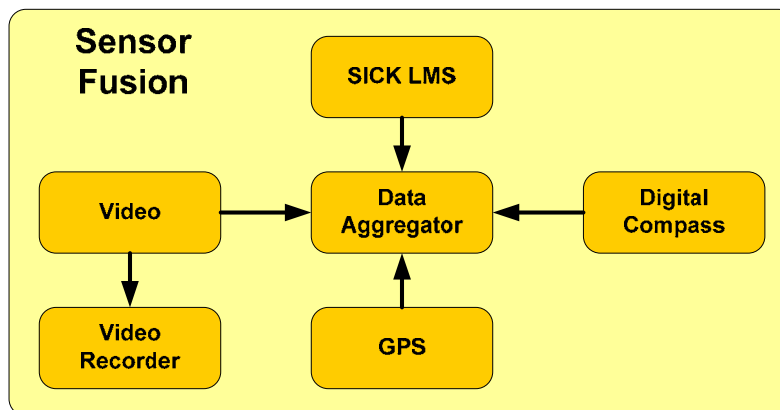 Sensor
Fusion
SICK LMS
Video
Data
Aggregator
Digital
Compass
Video
Recorder
GPS